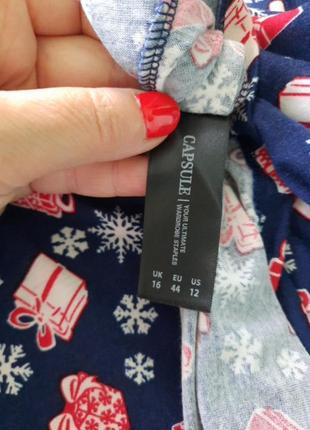 CAPSULE | YOUR ULTIMATE
WARDROBE STAPLES
UK EU US
16 44 12